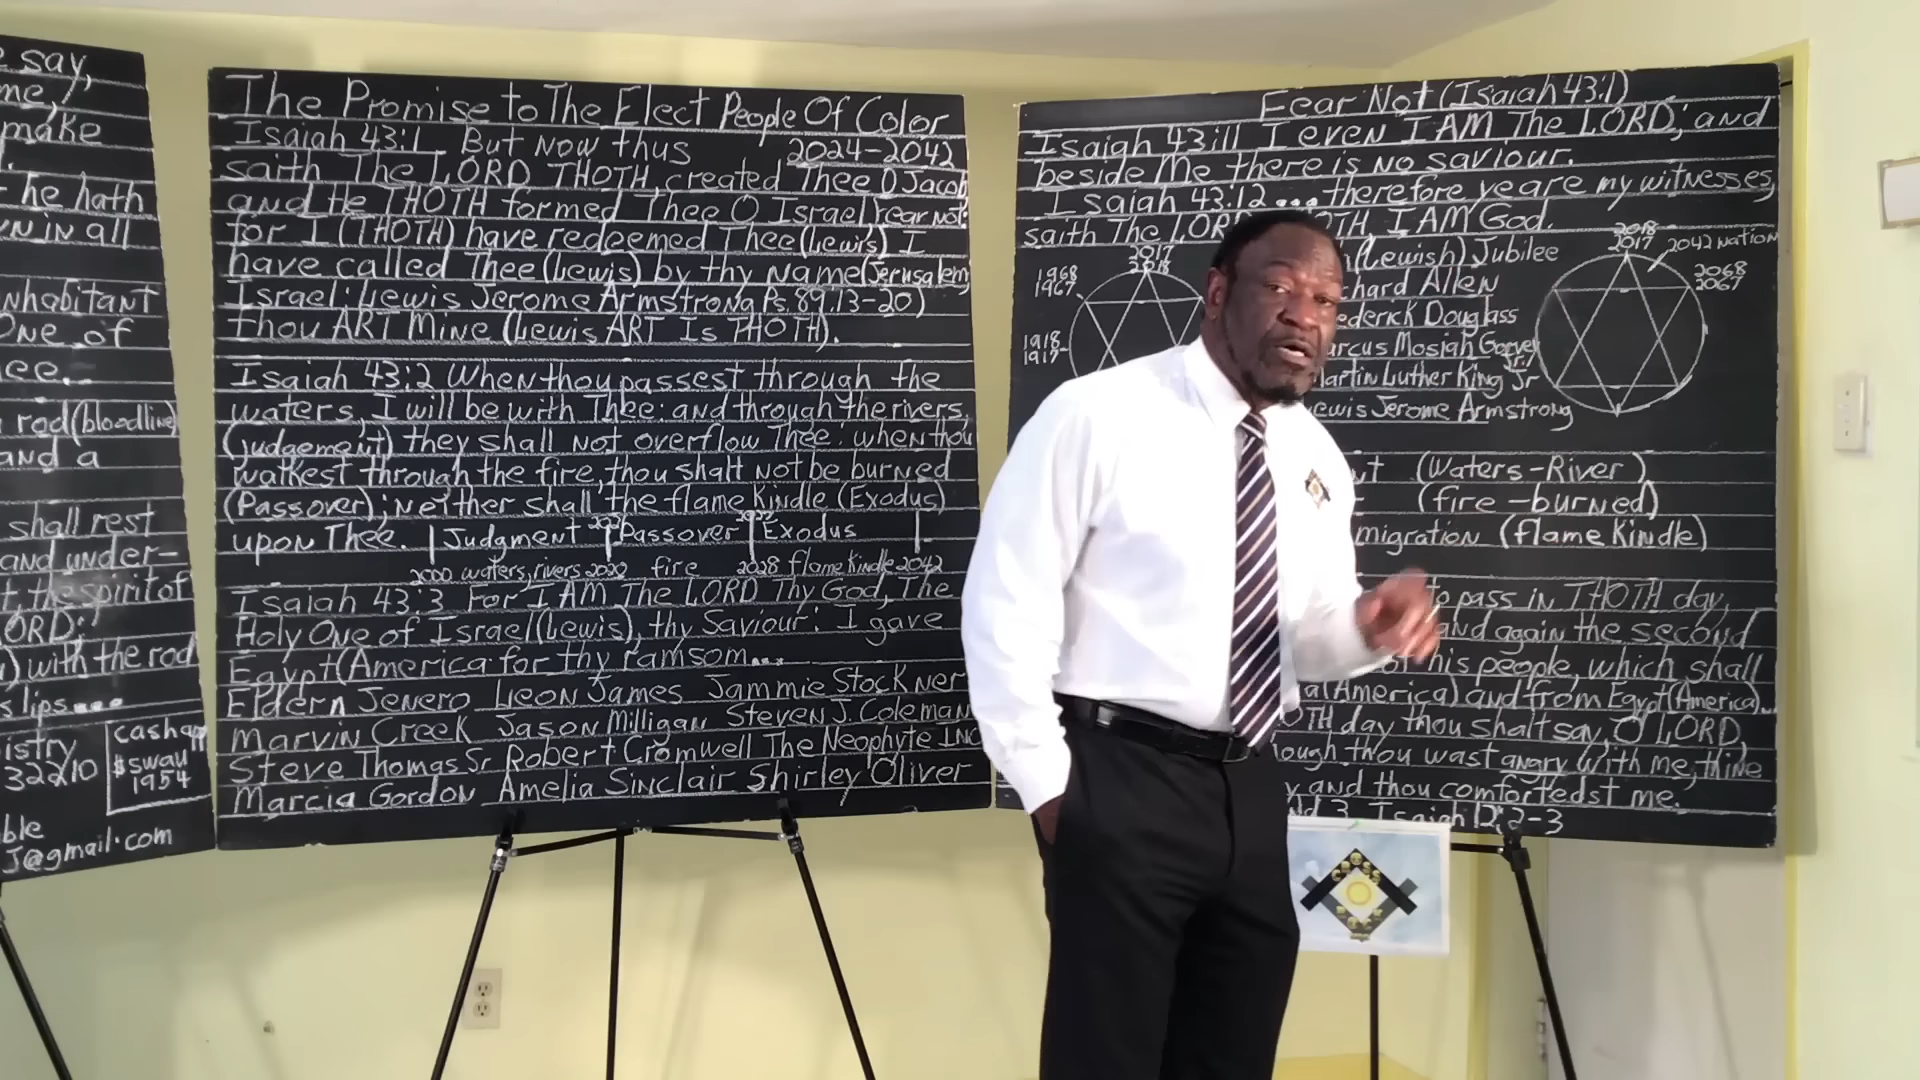 say,
me,
make
he hath
in all
nhabitant
One of
ee..
rod (bloodline)
and a
shall rest
and under-
t, the spirit of
ORD;
) with the rod
s lips....
istry
32210
cashapp
$swau
1954
ble
J@gmail.com
The Promise to The Elect People Of Color
Isaiah 43:1 But Now thus 2024-2042
saith The LORD THOTH, created Thee O Jacob
and He THOTH formed Thee O Israel, Fear Not:
for I (THOTH) have redeemed Thee (Lewis) I
have called Thee (Lewis) by thy Name (Jerusalem
Israel: Lewis Jerome Armstrong Ps. 89:13-20)
thou ART Mine (Lewis ART Is THOTH).
Isaiah 43:2 When thou passest through the
waters, I will be with Thee: and through the rivers,
(judgement) they shall not overflow Thee: when thou
walkest through the fire, thou shalt not be burned
(Passover); neither shall the flame Kindle (Exodus)
upon Thee. | Judgment | Passover | Exodus |
2000 waters, rivers 2020 fire 2028 flame Kindle 2042
Isaiah 43:3 For I AM The LORD Thy God, The
Holy One of Israel (Lewis), thy Saviour: I gave
Egypt (America for thy ramsom...
Eldern Jenero Leon James Jammie Stockner
Marvin Creek Jason Milligan Steven J. Coleman
Steve Thomas Sr Robert Cromwell The Neophyte INC
Marcia Gordon Amelia Sinclair Shirley Oliver
Fear Not (Isaiah 43:1)
Isaiah 43:11 I even I AM The LORD; and
beside Me there is no saviour.
Isaiah 43:12 ... therefore ye are my witnesses,
saith The LORD THOTH, I AM God.
2017
2018
1968
1967
1918
1917
(Lewish) Jubilee
chard Allen
ederick Douglass
arcus Mosiah Garvey
Martin Luther King Jr
ewis Jerome Armstrong
2018
2017
2042 Nation
2068
2067
nt (Waters-River)
(fire-burned)
migration (flame Kindle)
to pass in THOTH day,
and again the second
of his people, which shall
a (America) and from Egypt (America)..
OTH day thou shalt say, O LORD
ough thou wast angry with me, thine
y, and thou comfortedst me.
nd 3 Isaiah 12:2-3